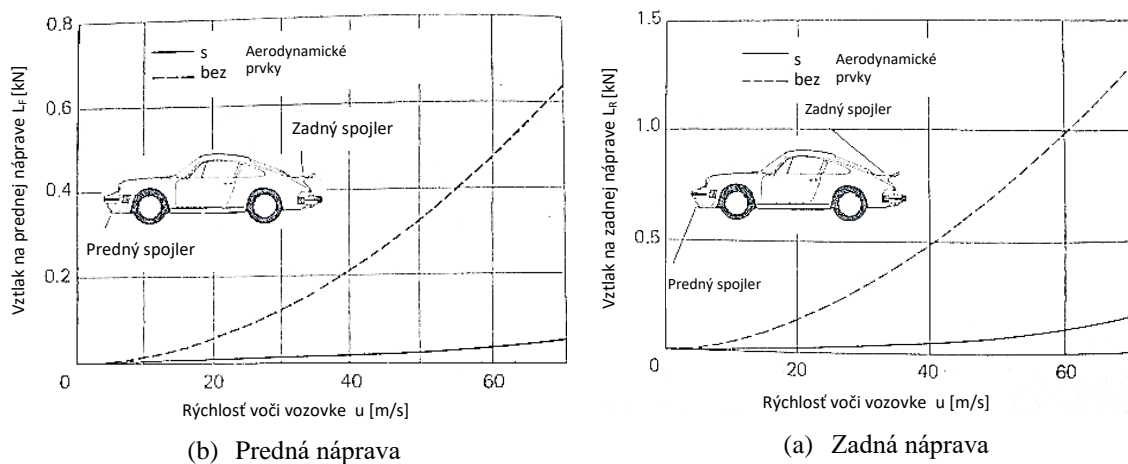 0.8
s
Aerodynamické
bez
prvky
Zadný spojler
Predný spojler
0.6
0.4
0.2
0
20
40
60
Vztlak na prednej náprave LF [kN]
Rýchlosť voči vozovke u [m/s]
(b) Predná náprava
1.5
s
Aerodynamické
bez
prvky
Zadný spojler
Predný spojler
1.0
0.5
0
20
40
60
Vztlak na zadnej náprave LR [kN]
Rýchlosť voči vozovke u [m/s]
(a) Zadná náprava